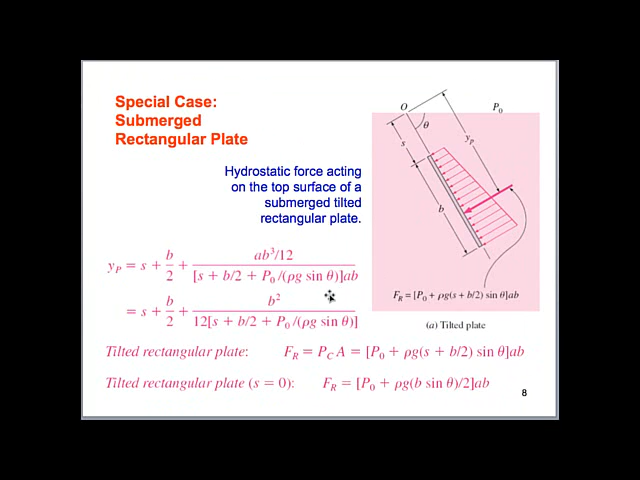 Special Case:
Submerged
Rectangular Plate
Hydrostatic force acting
on the top surface of a
submerged tilted
rectangular plate.
y_P = s + b/2 + (ab³/12)/([s + b/2 + P₀/(ρg sin θ)]ab)
= s + b/2 + b²/(12[s + b/2 + P₀/(ρg sin θ)])
O
P₀
θ
s
y_P
b
F_R = [P₀ + ρg(s + b/2) sin θ]ab
(a) Tilted plate
Tilted rectangular plate: F_R = P_C A = [P₀ + ρg(s + b/2) sin θ]ab
Tilted rectangular plate (s = 0): F_R = [P₀ + ρg(b sin θ)/2]ab
8